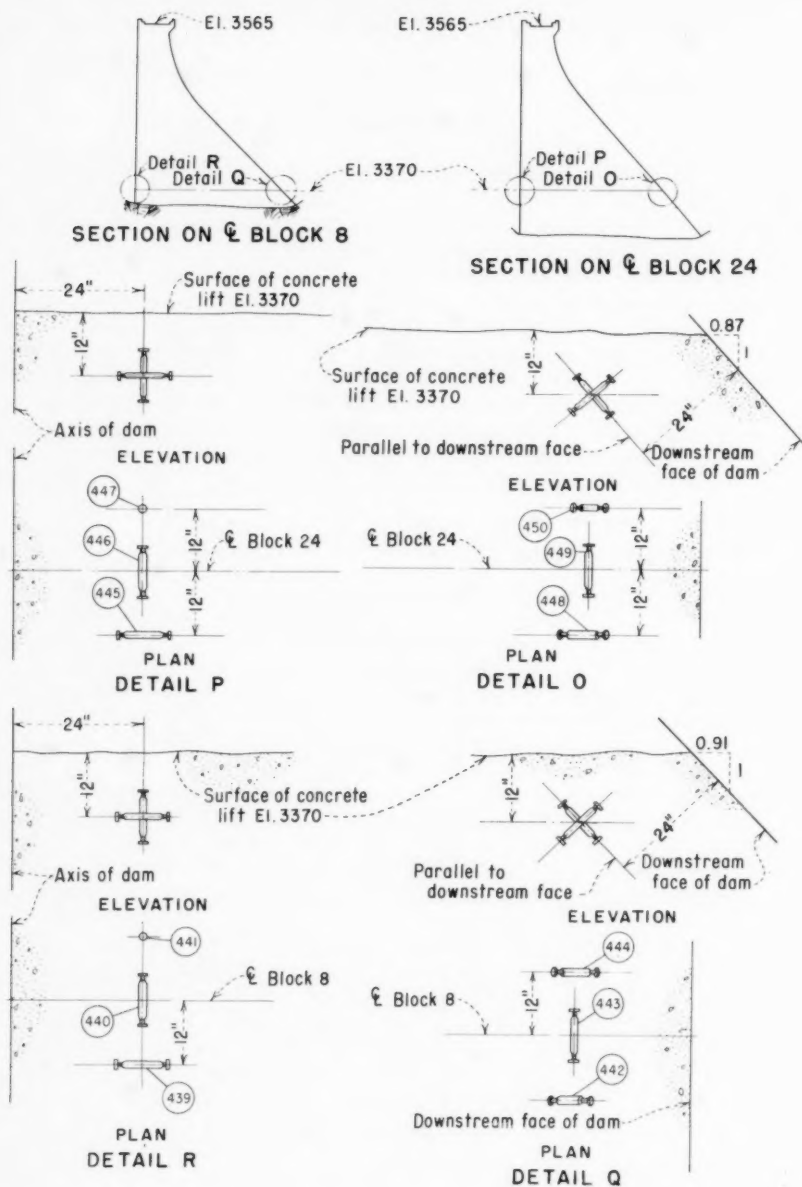 El. 3565
El. 3565
Detail R
Detail Q
El. 3370
Detail P
Detail O
SECTION ON ℄ BLOCK 8
SECTION ON ℄ BLOCK 24
24"
Surface of concrete
lift El. 3370
12"
Axis of dam
ELEVATION
0.87
1
12"
Surface of concrete
lift El. 3370
24"
Parallel to downstream face
Downstream
face of dam
ELEVATION
447
446
445
12"
12"
℄ Block 24
PLAN
DETAIL P
450
449
448
℄ Block 24
12"
12"
PLAN
DETAIL O
24"
12"
Surface of concrete
lift El. 3370
Axis of dam
ELEVATION
0.91
1
12"
24"
Parallel to
downstream face
Downstream
face of dam
ELEVATION
441
440
439
℄ Block 8
12"
PLAN
DETAIL R
444
443
442
℄ Block 8
12"
Downstream face of dam
PLAN
DETAIL Q